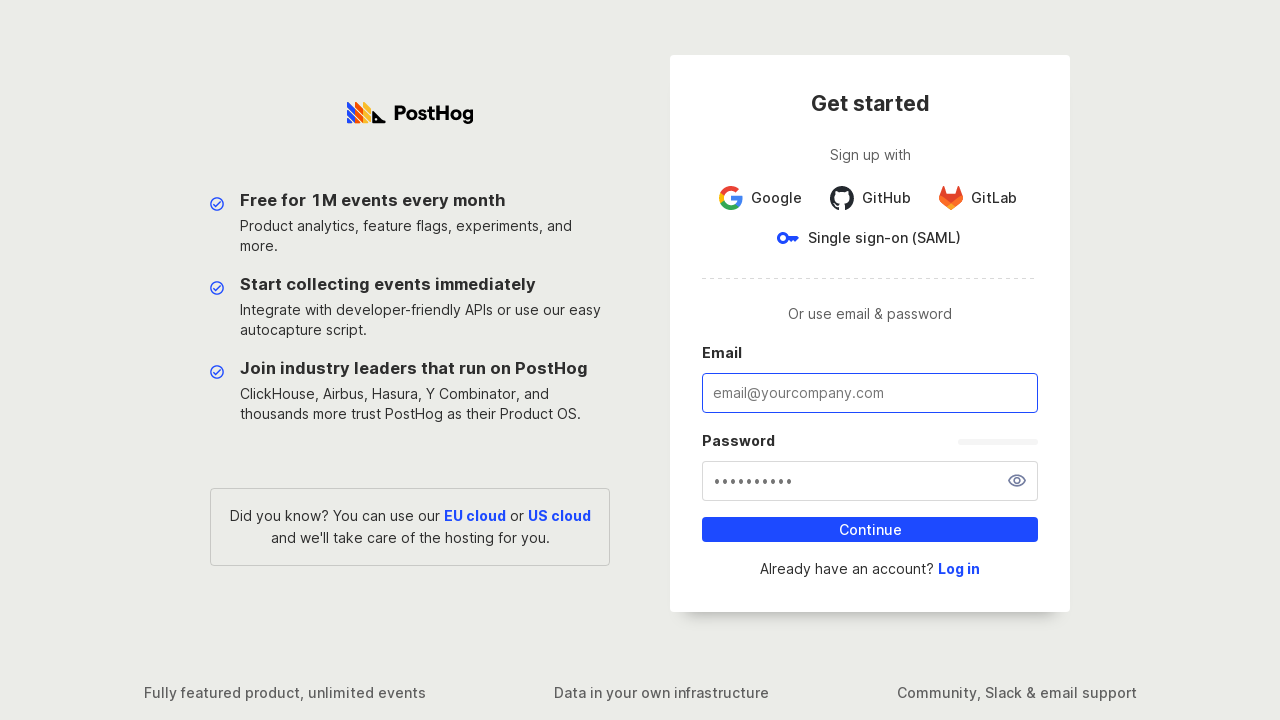 PostHog
Free for 1M events every month
Product analytics, feature flags, experiments, and
more.
Start collecting events immediately
Integrate with developer-friendly APIs or use our easy
autocapture script.
Join industry leaders that run on PostHog
ClickHouse, Airbus, Hasura, Y Combinator, and
thousands more trust PostHog as their Product OS.
Did you know? You can use our EU cloud or US cloud
and we'll take care of the hosting for you.
Get started
Sign up with
Google GitHub GitLab
Single sign-on (SAML)
Or use email & password
Email
email@yourcompany.com
Password
••••••••••
Continue
Already have an account? Log in
Fully featured product, unlimited events
Data in your own infrastructure
Community, Slack & email support